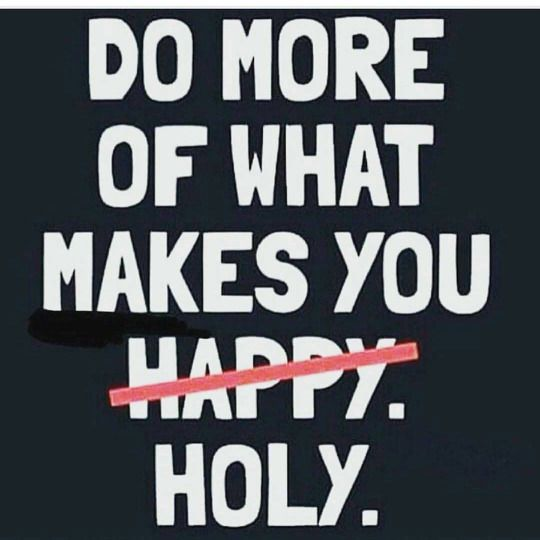 DO MORE
OF WHAT
MAKES YOU
HAPPY.
HOLY.